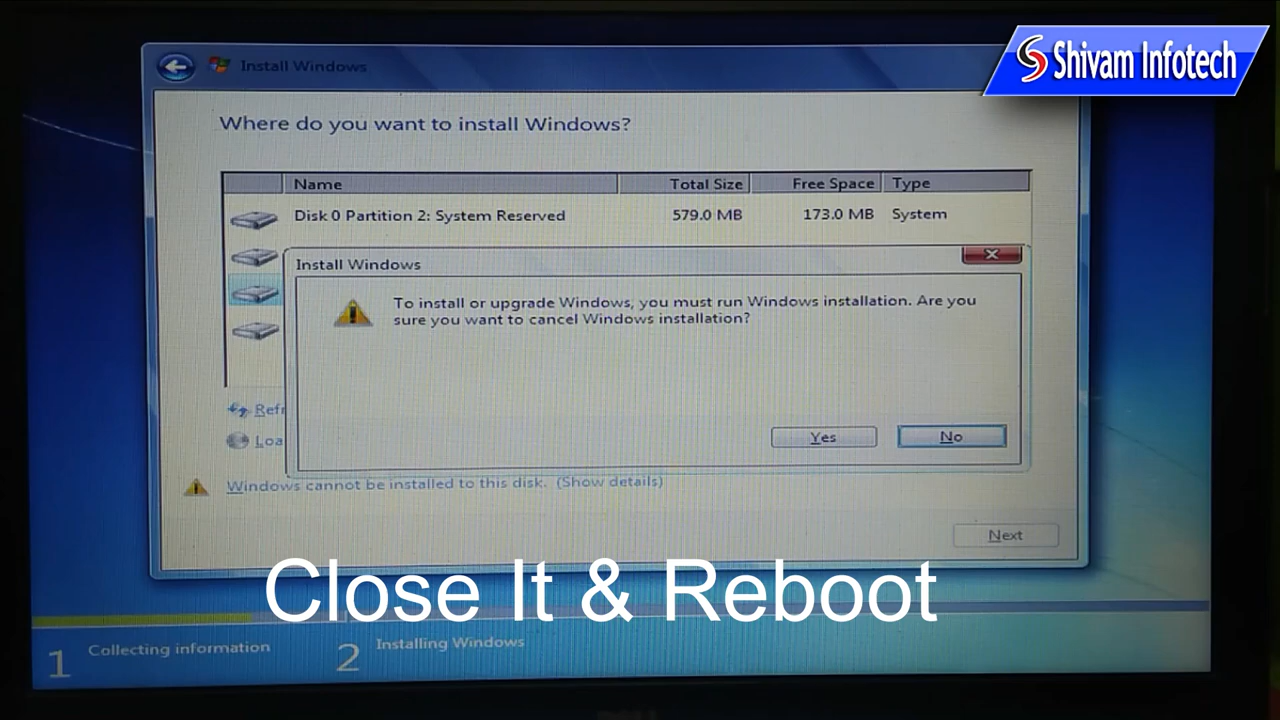 Shivam Infotech
Install Windows
Where do you want to install Windows?
Name Total Size Free Space Type
Disk 0 Partition 2: System Reserved 579.0 MB 173.0 MB System
Install Windows
To install or upgrade Windows, you must run Windows installation. Are you
sure you want to cancel Windows installation?
Yes No
Refr
Loa
Windows cannot be installed to this disk. (Show details)
Next
Close It & Reboot
1 Collecting information 2 Installing Windows